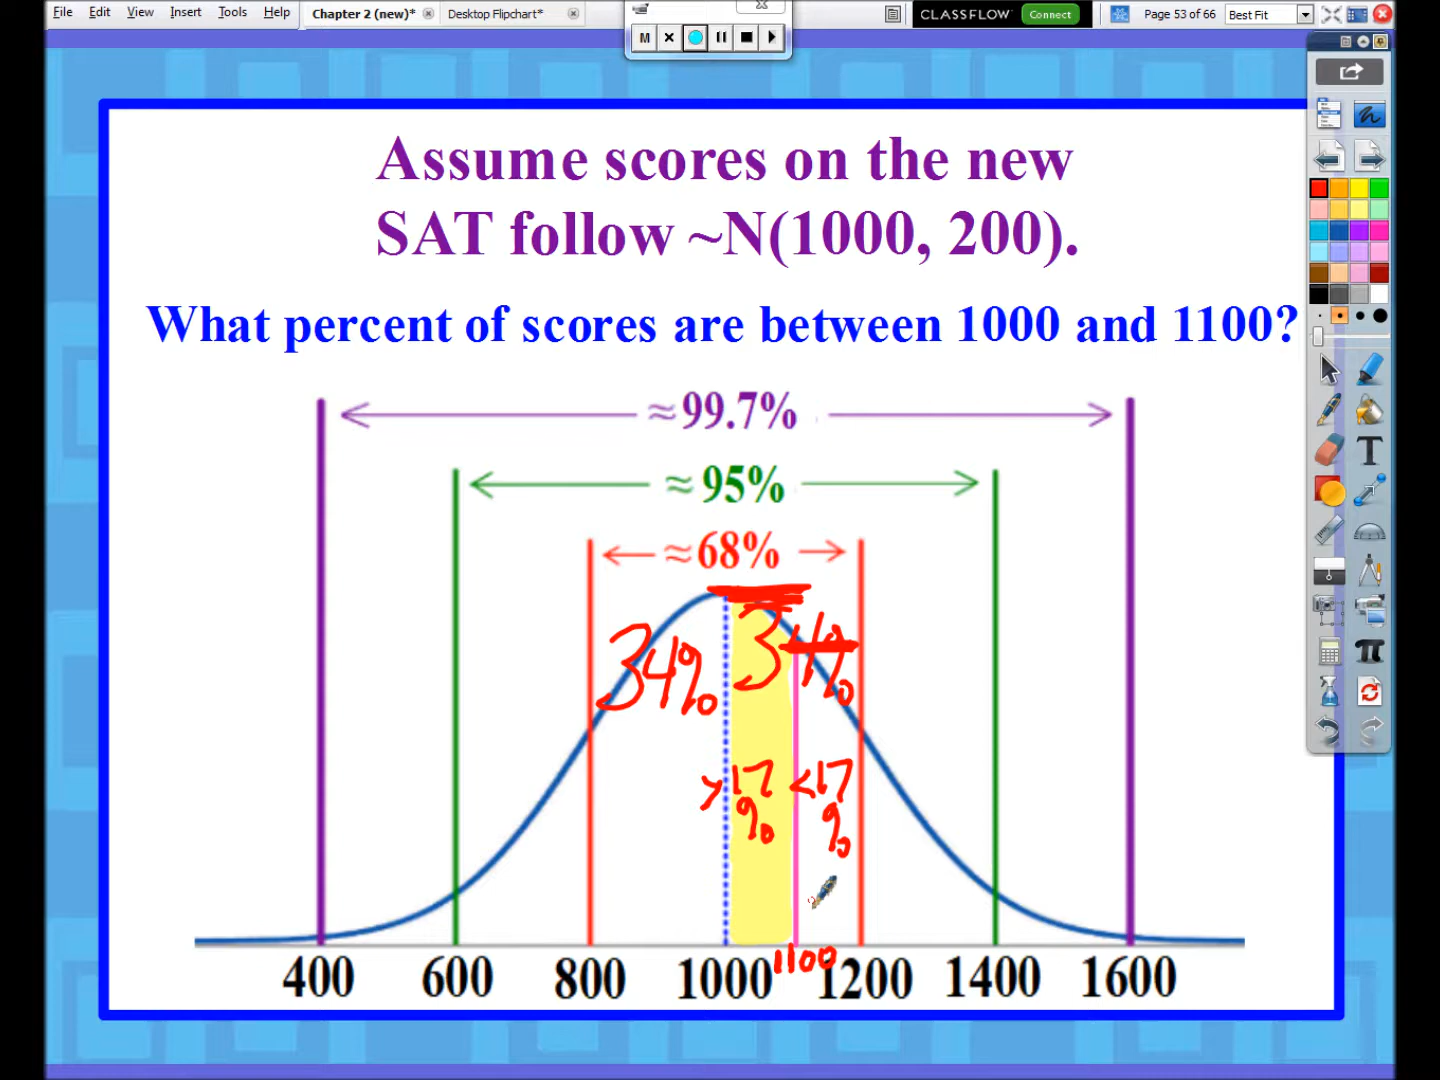 File Edit View Insert Tools Help Chapter 2 (new)* Desktop Flipchart* CLASSFLOW Connect Page 53 of 66 Best Fit
M
Assume scores on the new
SAT follow ~N(1000, 200).
What percent of scores are between 1000 and 1100?
≈99.7%
≈95%
≈68%
34% 34%
>17% <17%
1100
400 600 800 1000 1200 1400 1600
T
π